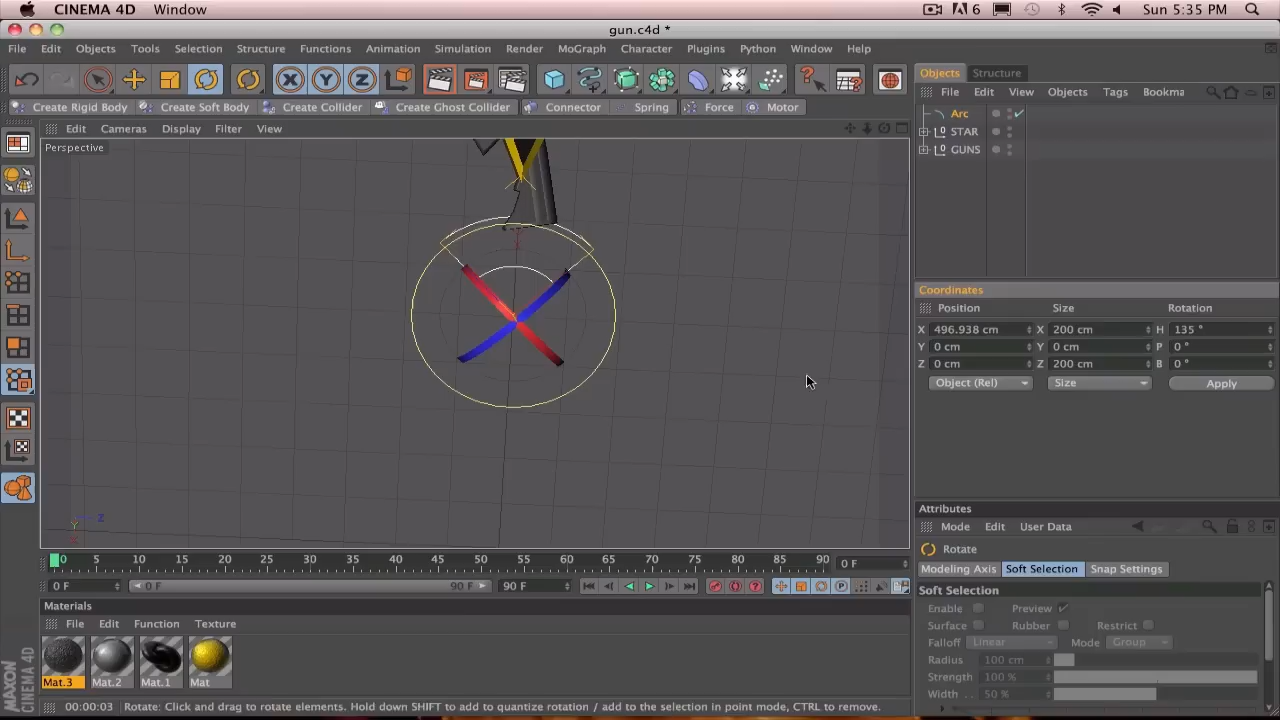 CINEMA 4D Window
6 Sun 5:35 PM
gun.c4d *
File Edit Objects Tools Selection Structure Functions Animation Simulation Render MoGraph Character Plugins Python Window Help
X Y Z
Create Rigid Body Create Soft Body Create Collider Create Ghost Collider Connector Spring Force Motor
Edit Cameras Display Filter View
Perspective
Y Z
X
Objects Structure
File Edit View Objects Tags Bookma
Arc
STAR
GUNS
Coordinates
Position Size Rotation
X 496.938 cm X 200 cm H 135 °
Y 0 cm Y 0 cm P 0 °
Z 0 cm Z 200 cm B 0 °
Object (Rel) Size Apply
Attributes
Mode Edit User Data
Rotate
Modeling Axis Soft Selection Snap Settings
Soft Selection
Enable Preview
Surface Rubber Restrict
Falloff Linear Mode Group
Radius 100 cm
Strength 100 %
Width . . 50 %
0 5 10 15 20 25 30 35 40 45 50 55 60 65 70 75 80 85 90 0 F
0 F 0 F 90 F 90 F
Materials
File Edit Function Texture
Mat.3 Mat.2 Mat.1 Mat
MAXON
CINEMA 4D
00:00:03 Rotate: Click and drag to rotate elements. Hold down SHIFT to add to quantize rotation / add to the selection in point mode, CTRL to remove.